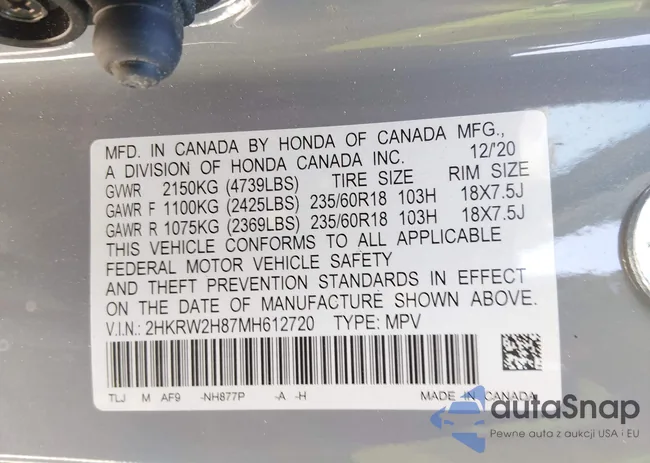 MFD. IN CANADA BY HONDA OF CANADA MFG.,
A DIVISION OF HONDA CANADA INC. 12/'20
GVWR 2150KG (4739LBS) TIRE SIZE RIM SIZE
GAWR F 1100KG (2425LBS) 235/60R18 103H 18X7.5J
GAWR R 1075KG (2369LBS) 235/60R18 103H 18X7.5J
THIS VEHICLE CONFORMS TO ALL APPLICABLE
FEDERAL MOTOR VEHICLE SAFETY
AND THEFT PREVENTION STANDARDS IN EFFECT
ON THE DATE OF MANUFACTURE SHOWN ABOVE.
V.I.N.: 2HKRW2H87MH612720 TYPE: MPV
TLJ M AF9 -NH877P -A -H MADE IN CANADA
autaSnap
Pewne auta z aukcji USA i EU